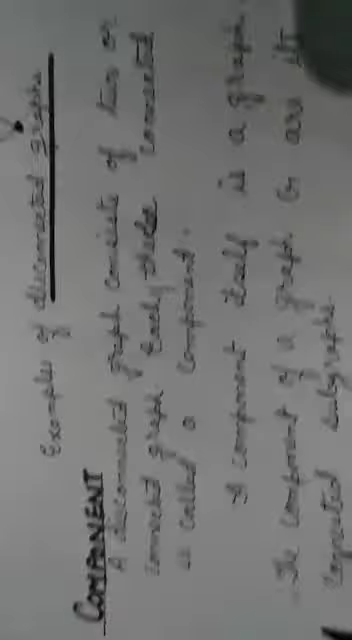 Examples of disconnected graphs.
COMPONENT
A disconnected graph consists of two or
connected graph Each these connected
is called a component.
A component itself is a graph.
The component of a graph G are its
connected subgraphs.